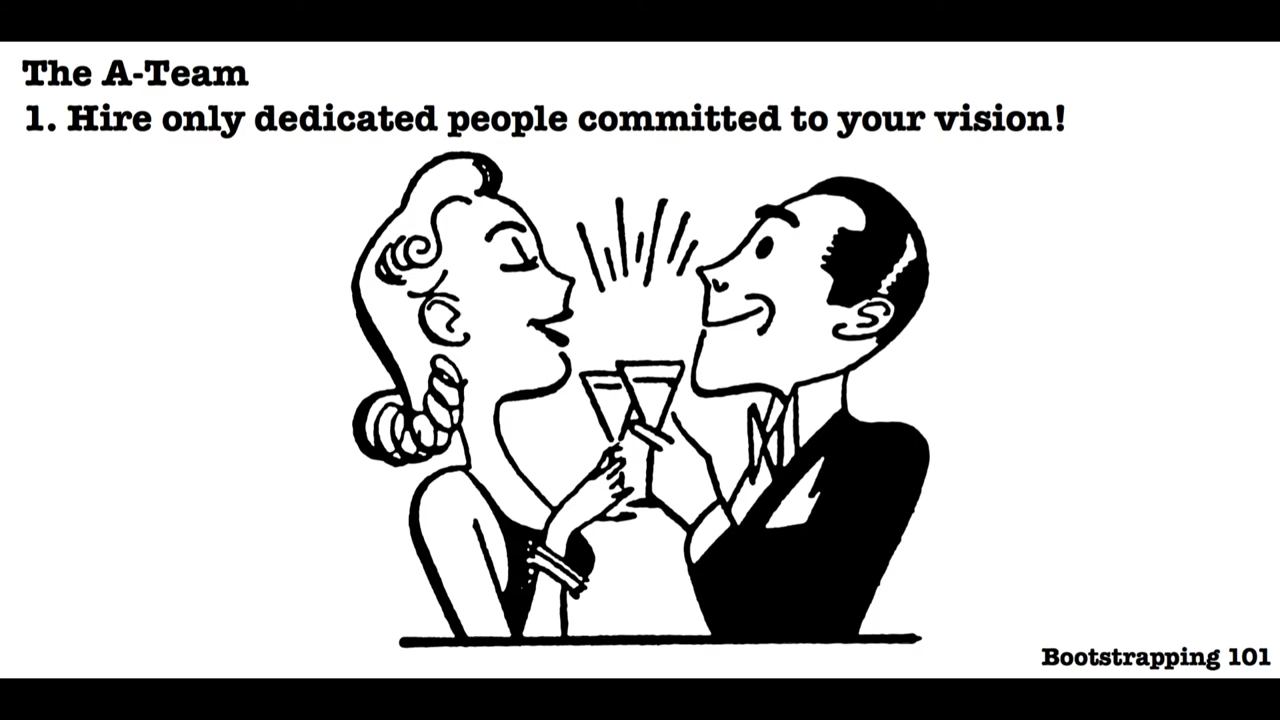 The A-Team
1. Hire only dedicated people committed to your vision!
Bootstrapping 101